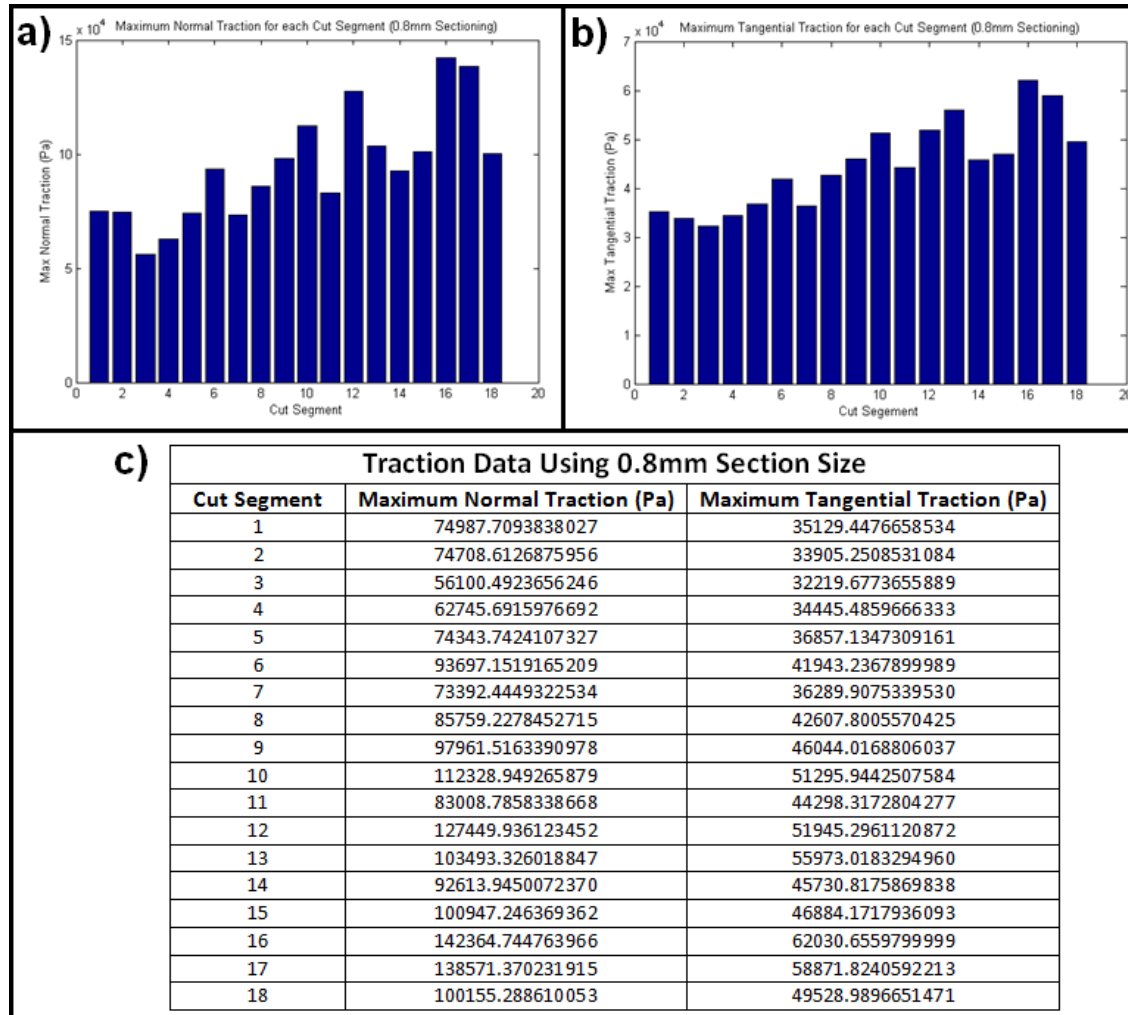 a)
x 10⁴ Maximum Normal Traction for each Cut Segment (0.8mm Sectioning)
15
10
5
0
Max Normal Traction (Pa)
0 2 4 6 8 10 12 14 16 18 20
Cut Segment
b)
x 10⁴ Maximum Tangential Traction for each Cut Segment (0.8mm Sectioning)
7
6
5
4
3
2
1
0
Max Tangential Traction (Pa)
0 2 4 6 8 10 12 14 16 18 20
Cut Segement
c)
Traction Data Using 0.8mm Section Size
Cut Segment Maximum Normal Traction (Pa) Maximum Tangential Traction (Pa)
1 74987.7093838027 35129.4476658534
2 74708.6126875956 33905.2508531084
3 56100.4923656246 32219.6773655889
4 62745.6915976692 34445.4859666333
5 74343.7424107327 36857.1347309161
6 93697.1519165209 41943.2367899989
7 73392.4449322534 36289.9075339530
8 85759.2278452715 42607.8005570425
9 97961.5163390978 46044.0168806037
10 112328.949265879 51295.9442507584
11 83008.7858338668 44298.3172804277
12 127449.936123452 51945.2961120872
13 103493.326018847 55973.0183294960
14 92613.9450072370 45730.8175869838
15 100947.246369362 46884.1717936093
16 142364.744763966 62030.6559799999
17 138571.370231915 58871.8240592213
18 100155.288610053 49528.9896651471